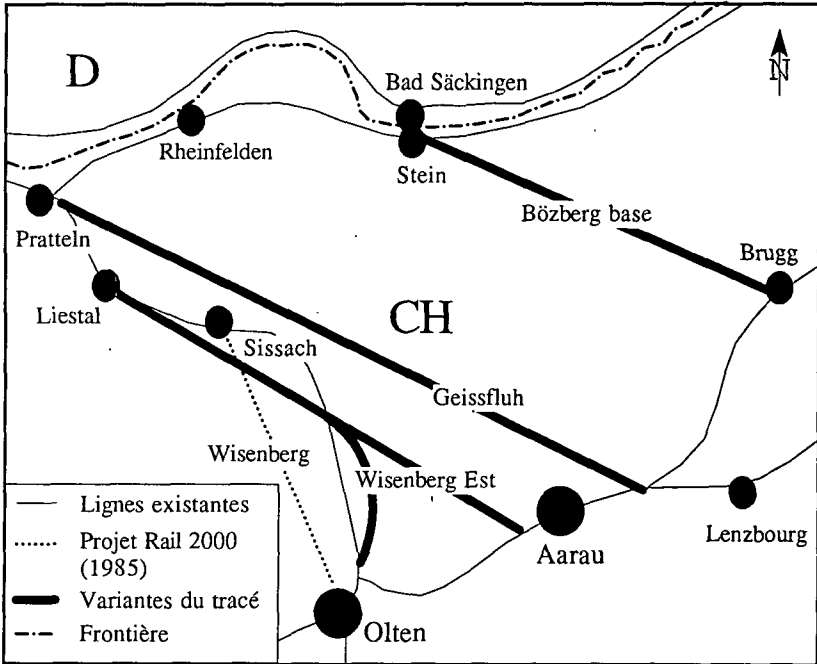 D
N
Bad Säckingen
Rheinfelden
Stein
Bözberg base
Pratteln
Brugg
Liestal
CH
Sissach
Geissfluh
Wisenberg
Wisenberg Est
Lignes existantes
Projet Rail 2000
(1985)
Variantes du tracé
Frontière
Aarau
Lenzbourg
Olten